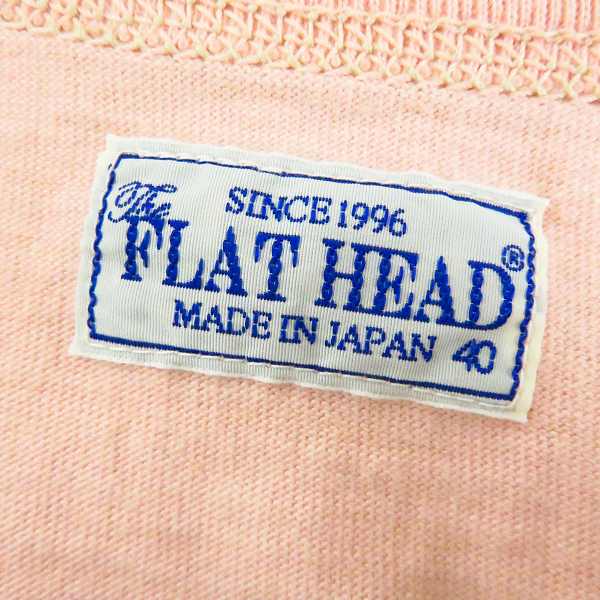 SINCE 1996
The
FLAT HEAD®
MADE IN JAPAN 40